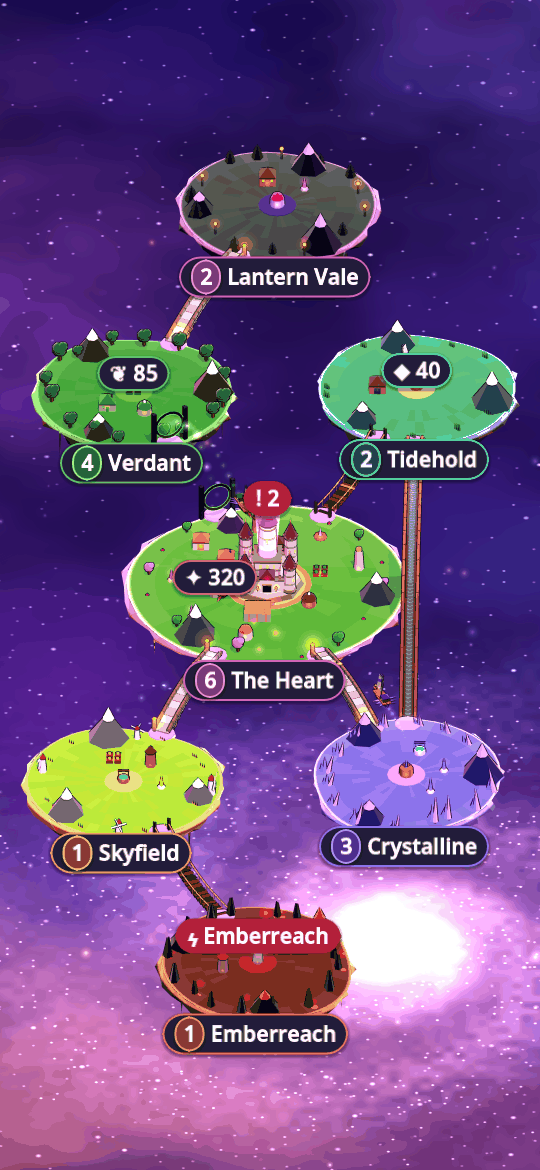 2 Lantern Vale
85
40
4 Verdant
2 Tidehold
! 2
320
6 The Heart
1 Skyfield
3 Crystalline
Emberreach
1 Emberreach